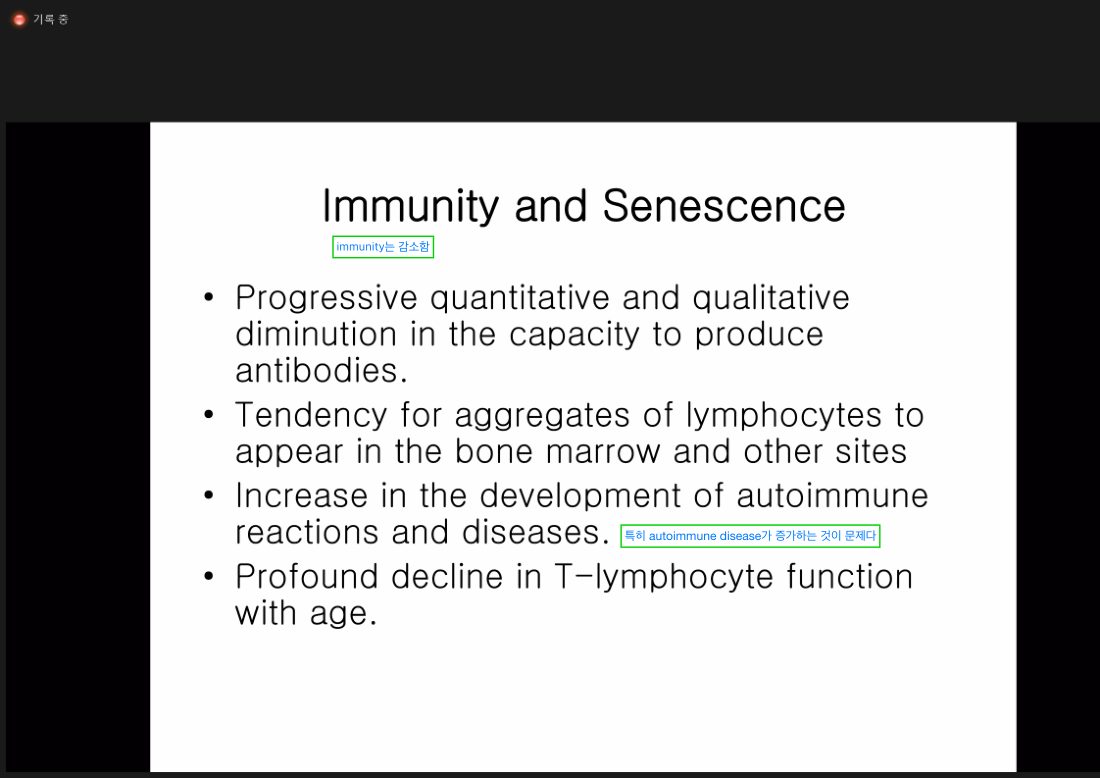 기록 중
Immunity and Senescence
immunity는 감소함
• Progressive quantitative and qualitative
diminution in the capacity to produce
antibodies.
• Tendency for aggregates of lymphocytes to
appear in the bone marrow and other sites
• Increase in the development of autoimmune
reactions and diseases. 특히 autoimmune disease가 증가하는 것이 문제다
• Profound decline in T-lymphocyte function
with age.